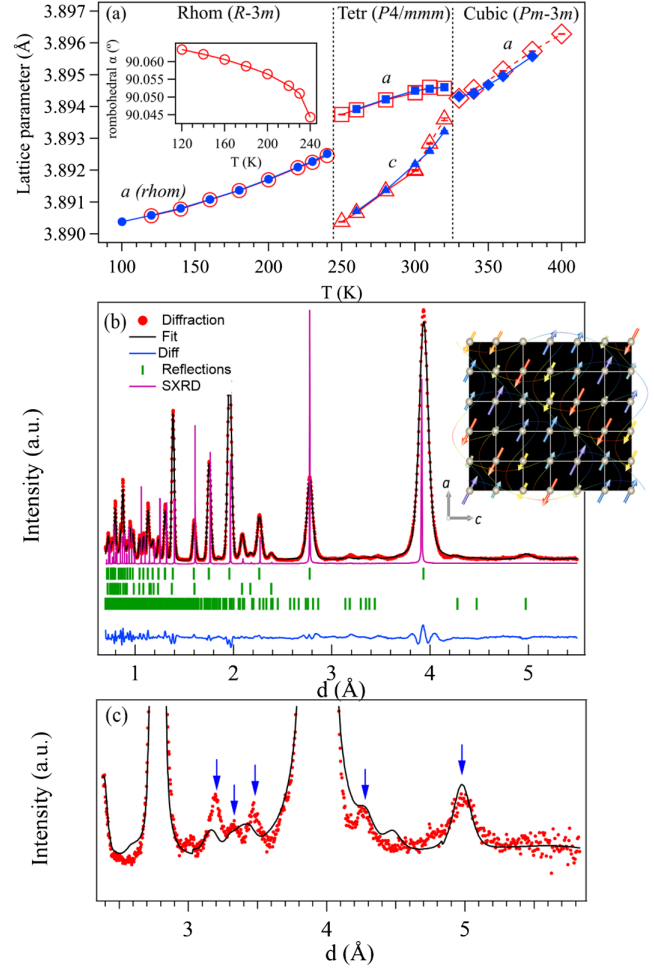 (a)
Rhom (R-3m)
Tetr (P4/mmm)
Cubic (Pm-3m)
3.897
3.896
3.895
3.894
3.893
3.892
3.891
3.890
Lattice parameter (Å)
rombohedral α (°)
90.060
90.055
90.050
90.045
120
160
200
240
T (K)
a
a
c
a (rhom)
100
150
200
250
300
350
400
T (K)
(b)
Diffraction
Fit
Diff
Reflections
SXRD
Intensity (a.u.)
a
c
1
2
3
4
5
d (Å)
(c)
Intensity (a.u.)
3
4
5
d (Å)